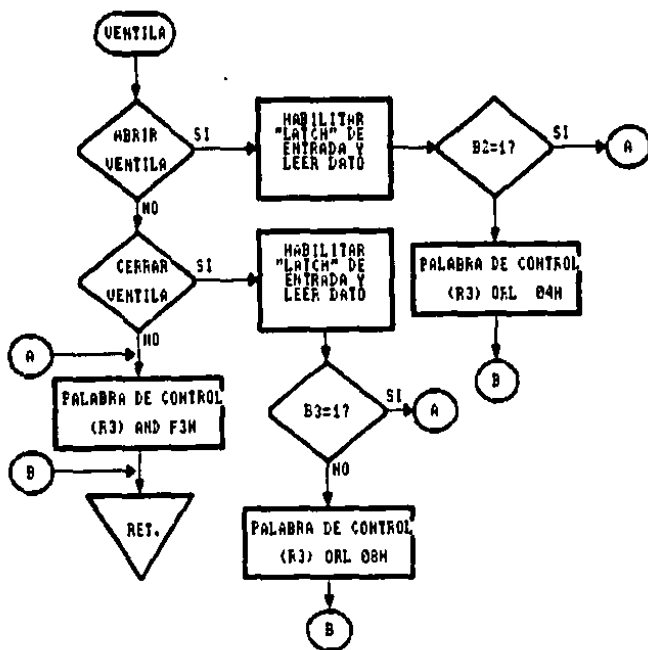 VENTILA
ABRIR
VENTILA
SI
HABILITAR
"LATCH" DE
ENTRADA Y
LEER DATO
B2=1?
SI
A
NO
PALABRA DE CONTROL
(R3) ORL 04H
B
CERRAR
VENTILA
SI
HABILITAR
"LATCH" DE
ENTRADA Y
LEER DATO
B3=1?
SI
A
NO
PALABRA DE CONTROL
(R3) ORL 08H
B
NO
A
PALABRA DE CONTROL
(R3) AND F3H
B
RET.